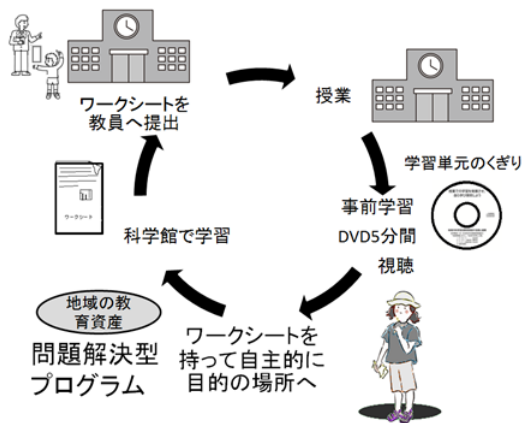 ワークシートを
教員へ提出
授業
学習単元のくぎり
事前学習
DVD5分間
視聴
ワークシートを
持って自主的に
目的の場所へ
科学館で学習
ワークシート
地域の教
育資産
問題解決型
プログラム